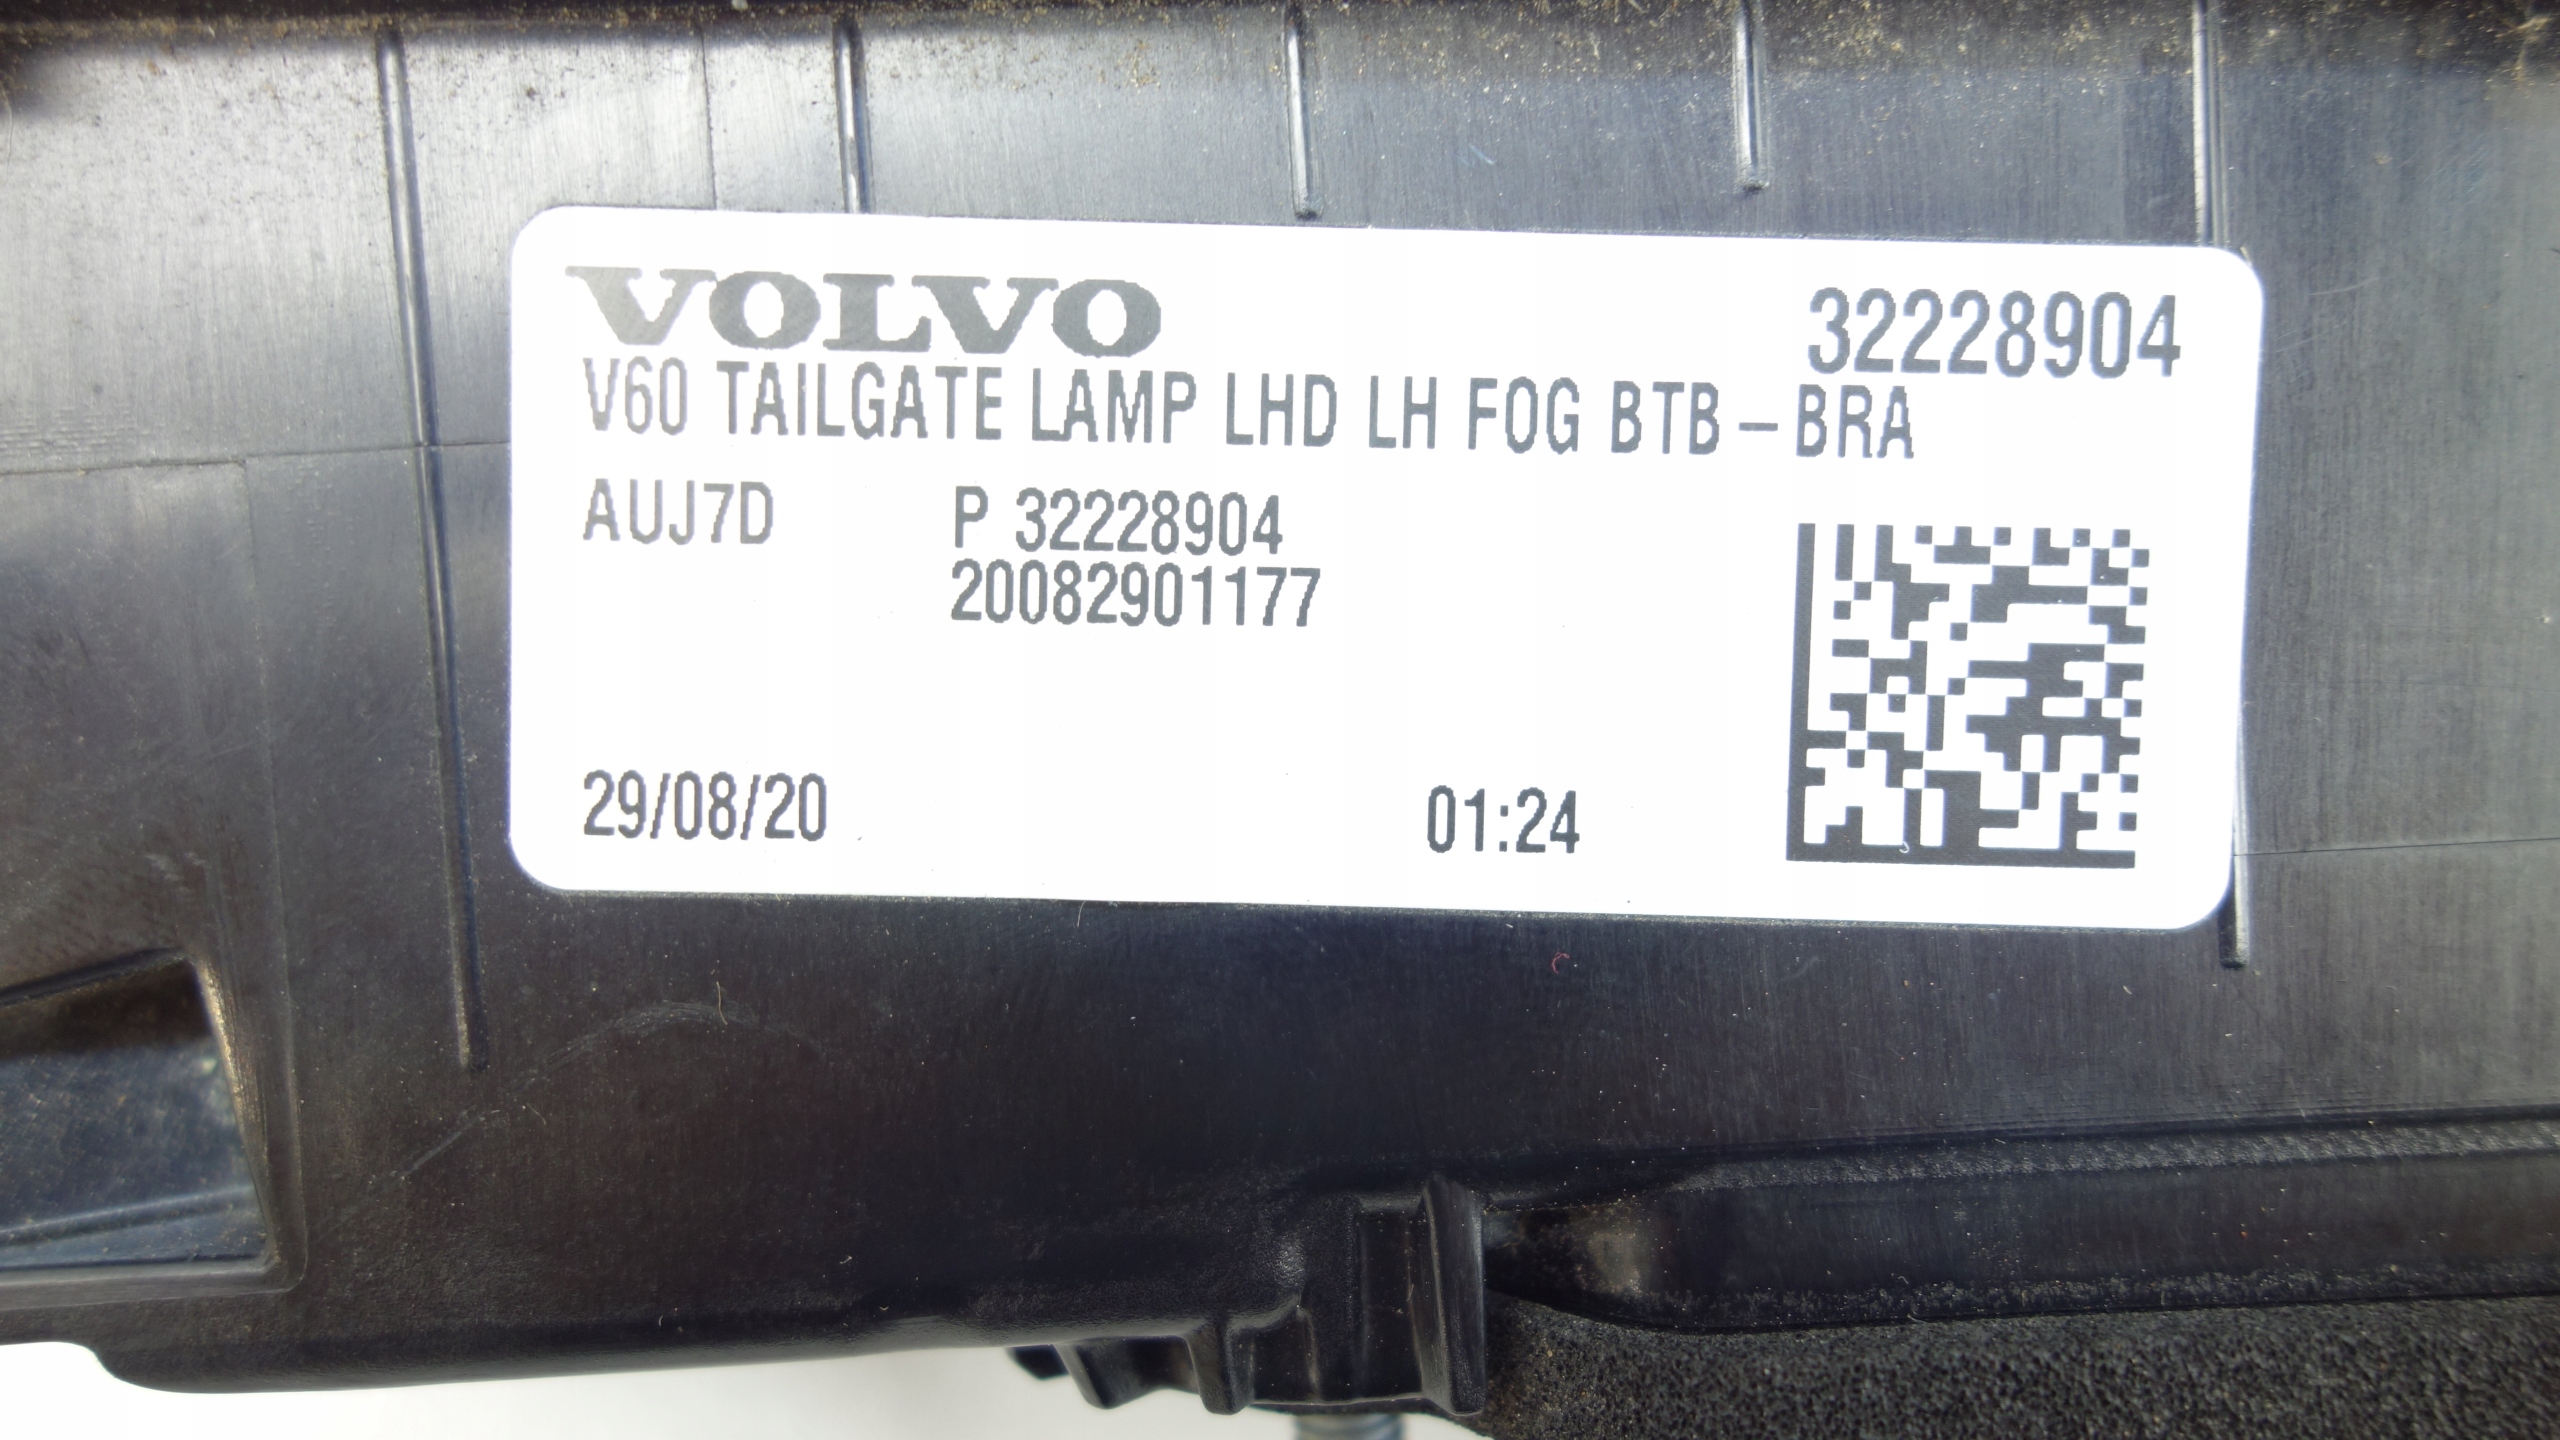 VOLVO 32228904
V60 TAILGATE LAMP LHD LH FOG BTB-BRA
AUJ7D P 32228904
20082901177
29/08/20 01:24